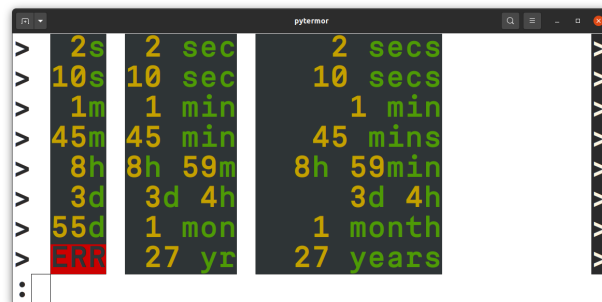 pytermor
> 2s 2 sec 2 secs >
> 10s 10 sec 10 secs >
> 1m 1 min 1 min >
> 45m 45 min 45 mins >
> 8h 8h 59m 8h 59min >
> 3d 3d 4h 3d 4h >
> 55d 1 mon 1 month >
> ERR 27 yr 27 years >
: